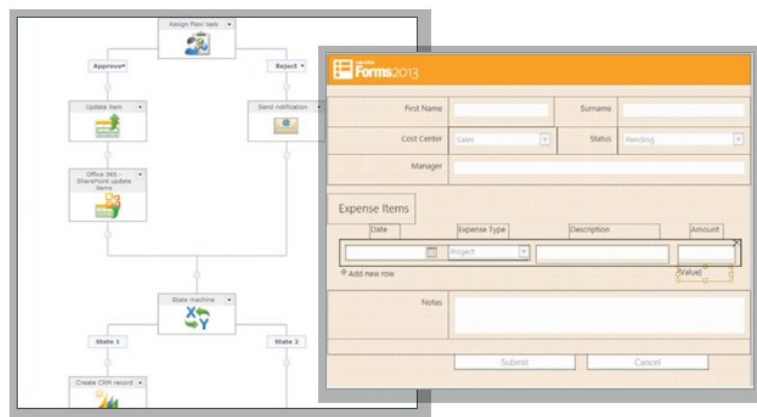 Assign Flexi task
Approve
Reject
Update item
Send notification
Office 365 -
SharePoint update
items
State machine
State 1
State 2
Create CRM record
Forms2013
First Name
Surname
Cost Center
Sales
Status
Pending
Manager
Expense Items
Date
Expense Type
Description
Amount
Project
Add new row
Value]
Notes
Submit
Cancel